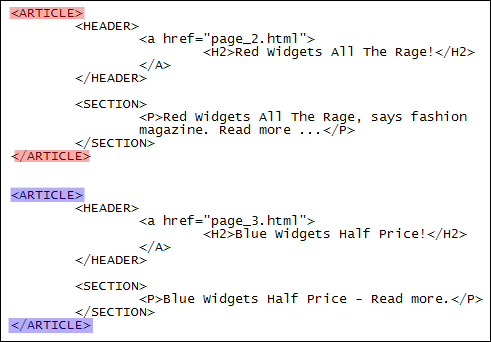 <ARTICLE>
<HEADER>
<a href="page_2.html">
<H2>Red Widgets All The Rage!</H2>
</A>
</HEADER>
<SECTION>
<P>Red Widgets All The Rage, says fashion
magazine. Read more ...</P>
</SECTION>
</ARTICLE>
<ARTICLE>
<HEADER>
<a href="page_3.html">
<H2>Blue Widgets Half Price!</H2>
</A>
</HEADER>
<SECTION>
<P>Blue Widgets Half Price - Read more.</P>
</SECTION>
</ARTICLE>